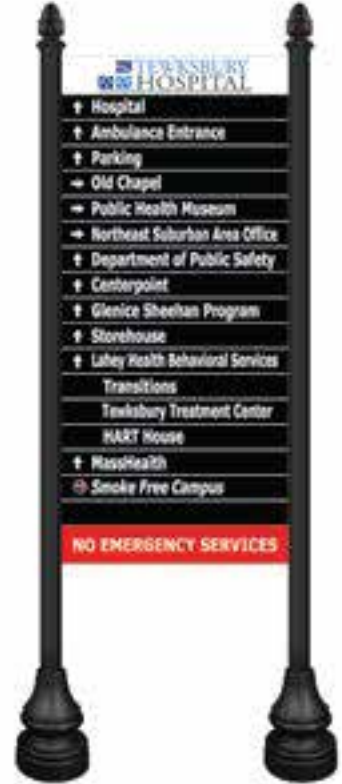 TEWKSBURY
HOSPITAL
↑ Hospital
↑ Ambulance Entrance
↑ Parking
→ Old Chapel
→ Public Health Museum
→ Northeast Suburban Area Office
↑ Department of Public Safety
↑ Centerpoint
↑ Glenice Sheehan Program
↑ Storehouse
↑ Lahey Health Behavioral Services
Transitions
Tewksbury Treatment Center
HART House
↑ MassHealth
Smoke Free Campus
NO EMERGENCY SERVICES